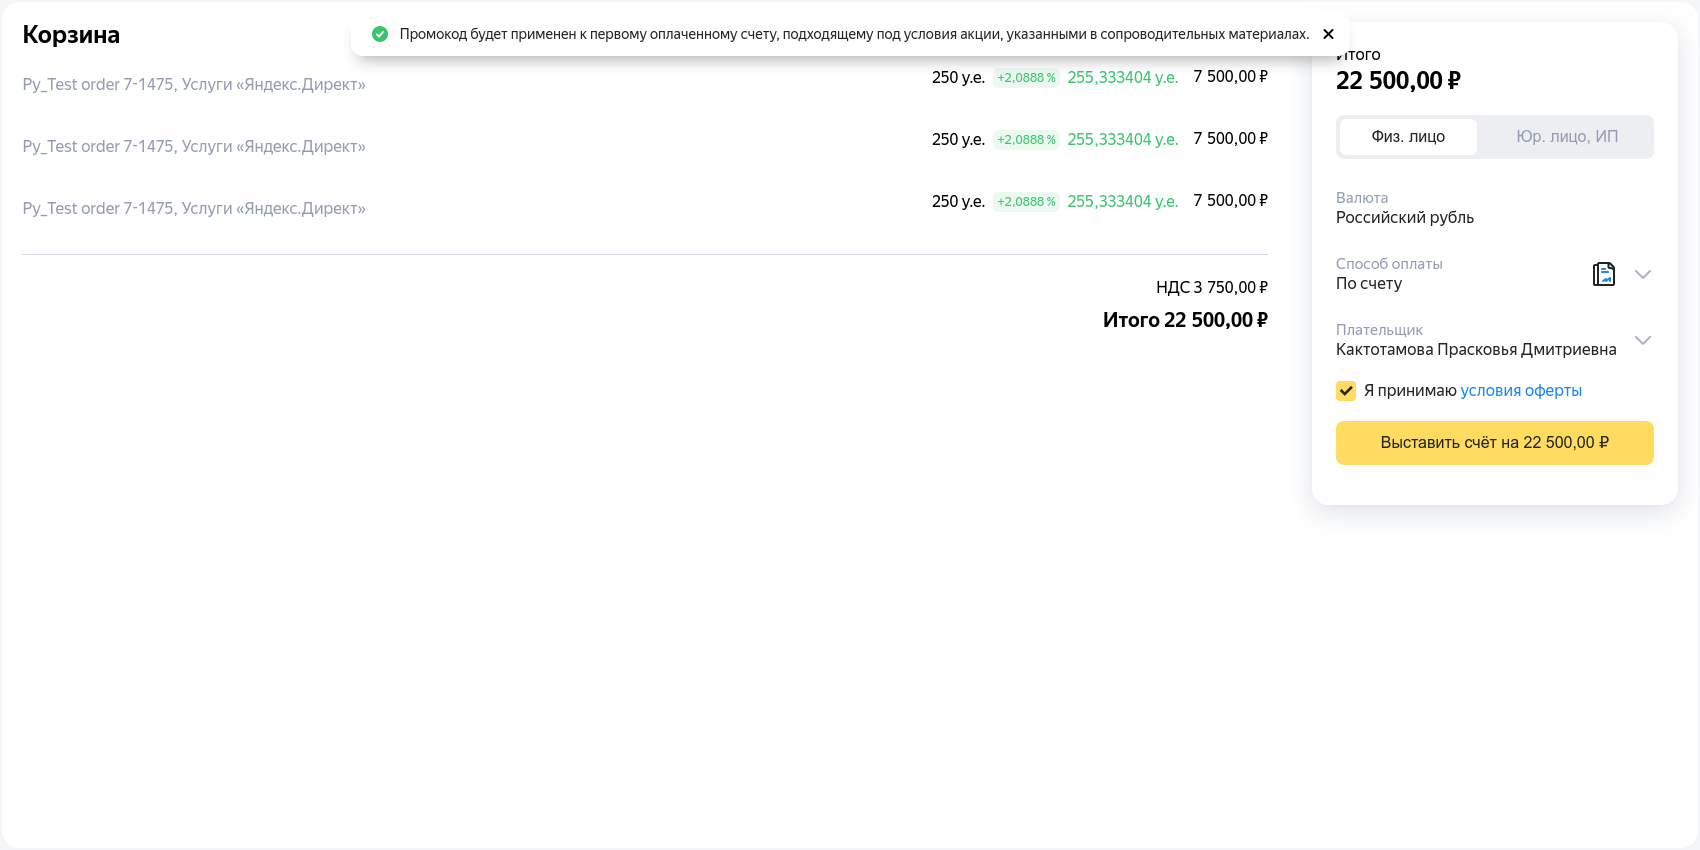 Корзина
Промокод будет применен к первому оплаченному счету, подходящему под условия акции, указанными в сопроводительных материалах.
Py_Test order 7-1475, Услуги «Яндекс.Директ»
250 у.е. +2,0888 % 255,333404 у.е. 7 500,00 ₽
Py_Test order 7-1475, Услуги «Яндекс.Директ»
250 у.е. +2,0888 % 255,333404 у.е. 7 500,00 ₽
Py_Test order 7-1475, Услуги «Яндекс.Директ»
250 у.е. +2,0888 % 255,333404 у.е. 7 500,00 ₽
НДС 3 750,00 ₽
Итого 22 500,00 ₽
Итого
22 500,00 ₽
Физ. лицо
Юр. лицо, ИП
Валюта
Российский рубль
Способ оплаты
По счету
Плательщик
Кактотамова Прасковья Дмитриевна
Я принимаю условия оферты
Выставить счёт на 22 500,00 ₽